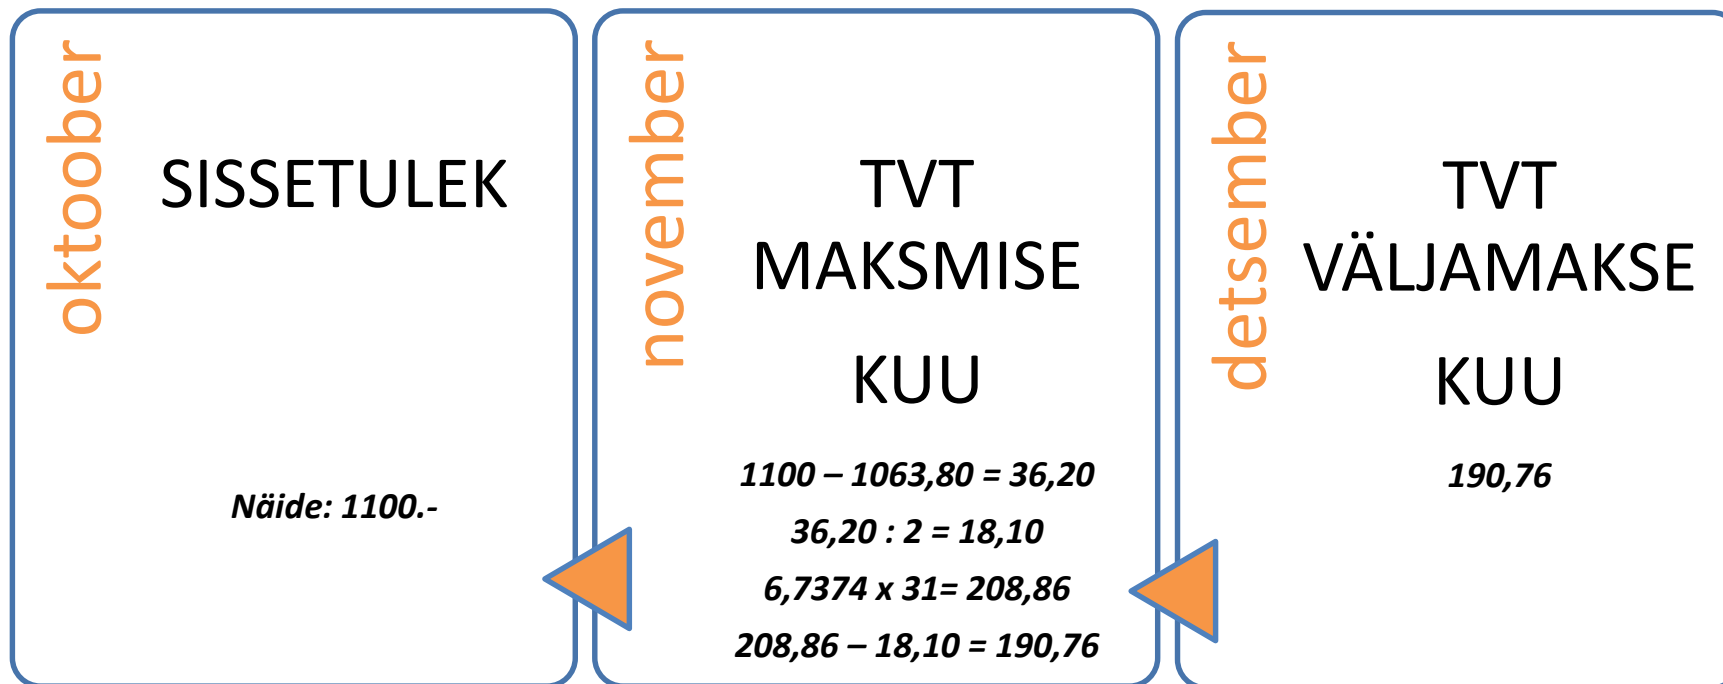 oktoober
SISSETULEK
Näide: 1100.-
november
TVT
MAKSMISE
KUU
1100 – 1063,80 = 36,20
36,20 : 2 = 18,10
6,7374 x 31= 208,86
208,86 – 18,10 = 190,76
detsember
TVT
VÄLJAMAKSE
KUU
190,76